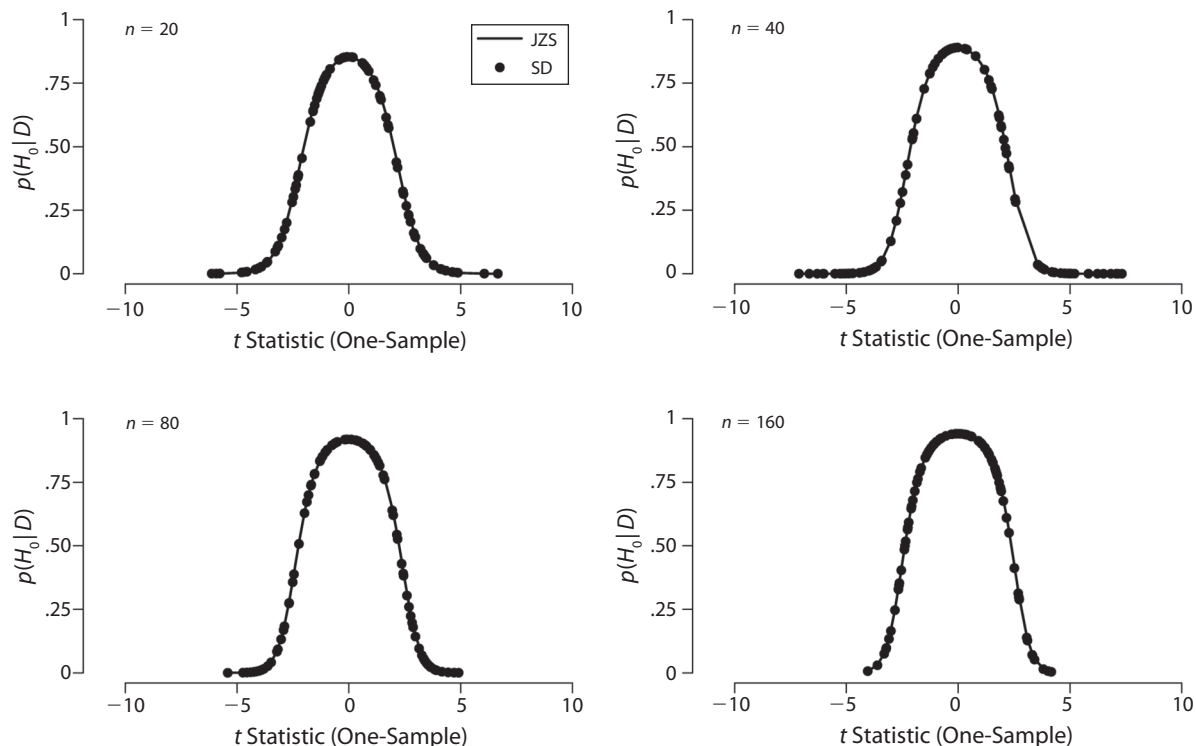 n = 20
JZS
SD
1
.75
.50
.25
0
p(H₀|D)
−10
−5
0
5
10
t Statistic (One-Sample)
n = 40
1
.75
.50
.25
0
p(H₀|D)
−10
−5
0
5
10
t Statistic (One-Sample)
n = 80
1
.75
.50
.25
0
p(H₀|D)
−10
−5
0
5
10
t Statistic (One-Sample)
n = 160
1
.75
.50
.25
0
p(H₀|D)
−10
−5
0
5
10
t Statistic (One-Sample)